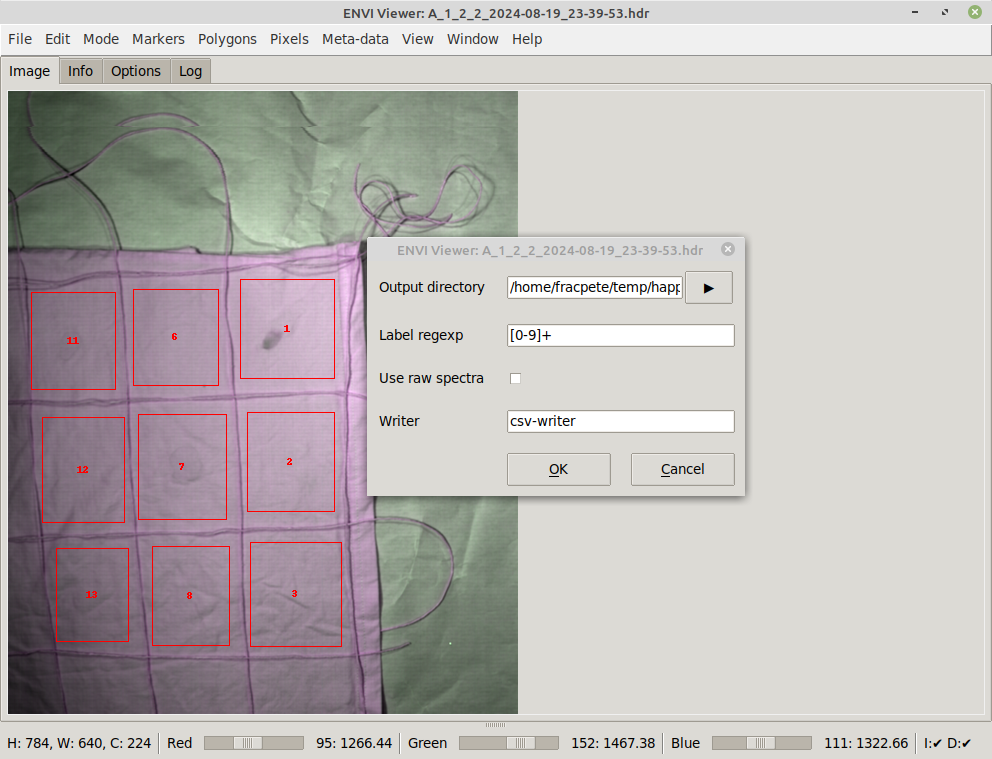 ENVI Viewer: A_1_2_2_2024-08-19_23-39-53.hdr
File Edit Mode Markers Polygons Pixels Meta-data View Window Help
Image Info Options Log
ENVI Viewer: A_1_2_2_2024-08-19_23-39-53.hdr
Output directory /home/fracpete/temp/happ
Label regexp [0-9]+
Use raw spectra
Writer csv-writer
OK Cancel
11 6 1
12 7 2
13 8 3
H: 784, W: 640, C: 224 Red 95: 1266.44 Green 152: 1467.38 Blue 111: 1322.66 I:✔ D:✔